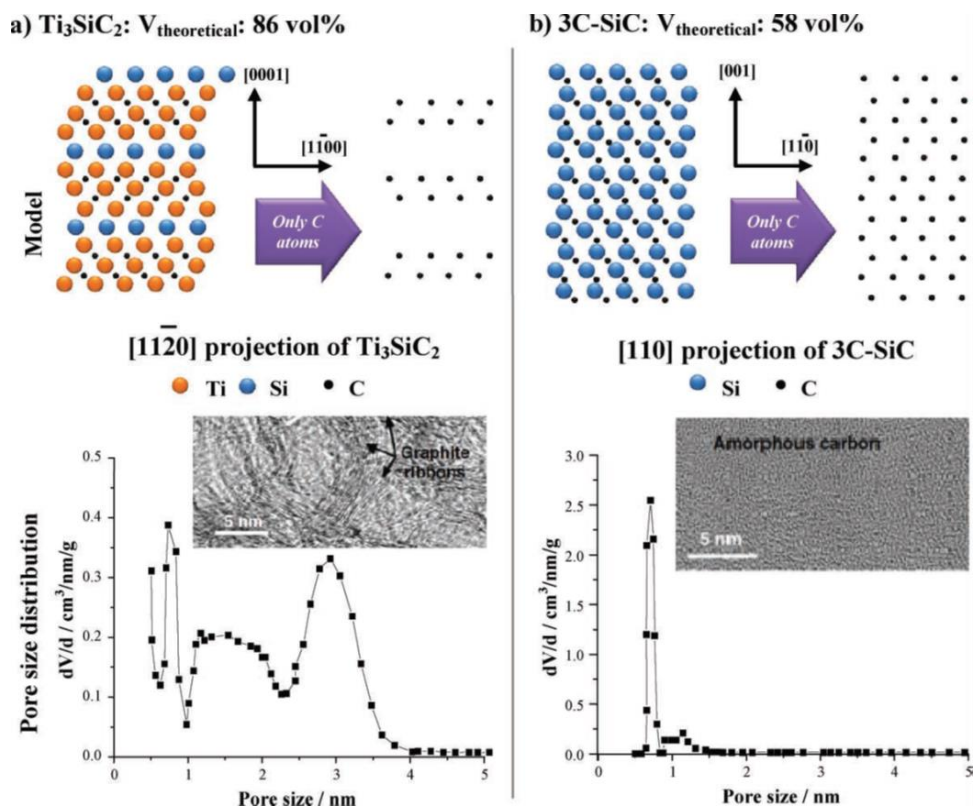 a) Ti₃SiC₂: V_theoretical: 86 vol%
[0001]
[11̅00]
Only C
atoms
Model
[112̅0] projection of Ti₃SiC₂
Ti Si C
Graphite
ribbons
5 nm
Pore size distribution
dV/d / cm³/nm/g
0.5
0.4
0.3
0.2
0.1
0.0
0 1 2 3 4 5
Pore size / nm
b) 3C-SiC: V_theoretical: 58 vol%
[001]
[11̅0]
Only C
atoms
[110] projection of 3C-SiC
Si C
Amorphous carbon
5 nm
dV/d / cm³/nm/g
3.0
2.5
2.0
1.5
1.0
0.5
0.0
0 1 2 3 4 5
Pore size / nm